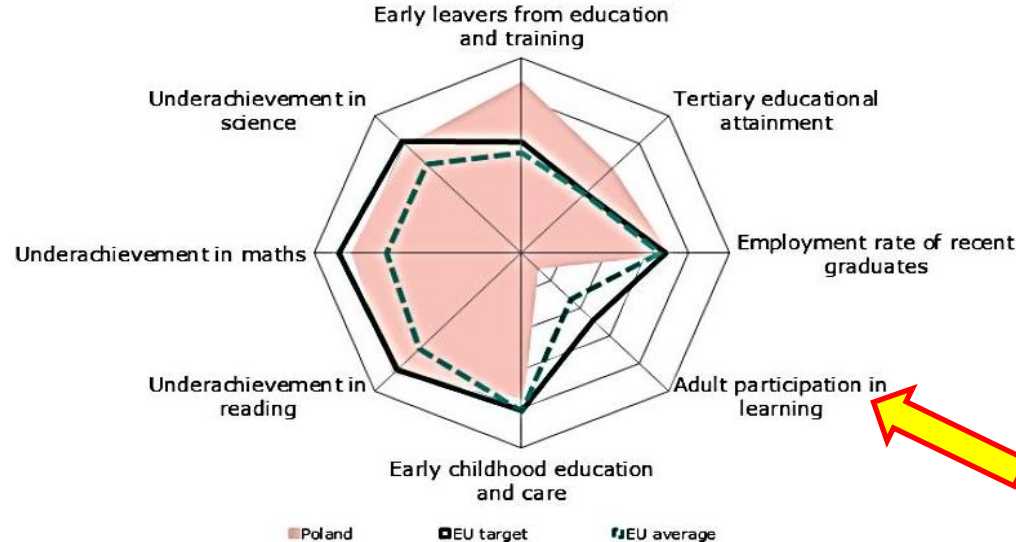 Early leavers from education
and training
Underachievement in
science
Tertiary educational
attainment
Underachievement in maths
Employment rate of recent
graduates
Underachievement in
reading
Adult participation in
learning
Early childhood education
and care
Poland
EU target
EU average